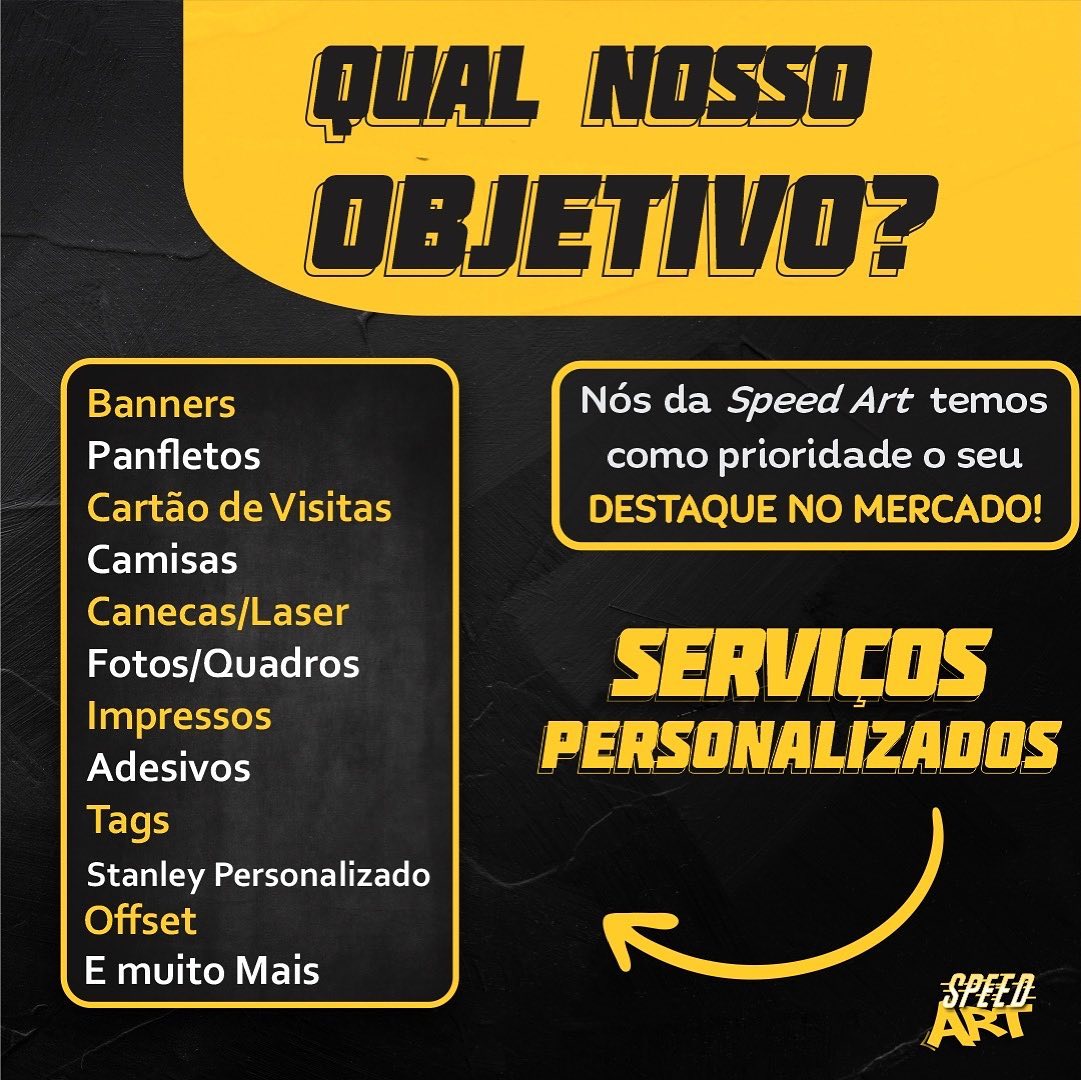 QUAL NOSSO
OBJETIVO?
Banners
Panfletos
Cartão de Visitas
Camisas
Canecas/Laser
Fotos/Quadros
Impressos
Adesivos
Tags
Stanley Personalizado
Offset
E muito Mais
Nós da Speed Art temos
como prioridade o seu
DESTAQUE NO MERCADO!
SERVIÇOS
PERSONALIZADOS
SPEED
ART